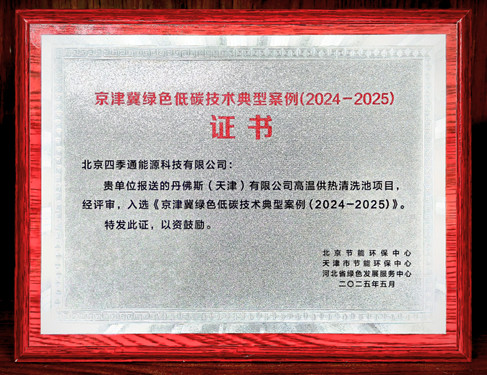 京津冀绿色低碳技术典型案例(2024-2025)
证书
北京四季通能源科技有限公司：
贵单位报送的丹佛斯（天津）有限公司高温供热清洗池项目，
经评审，入选《京津冀绿色低碳技术典型案例（2024-2025）》。
特发此证，以资鼓励。
北京节能环保中心
天津市节能环保中心
河北省绿色发展服务中心
二〇二五年五月